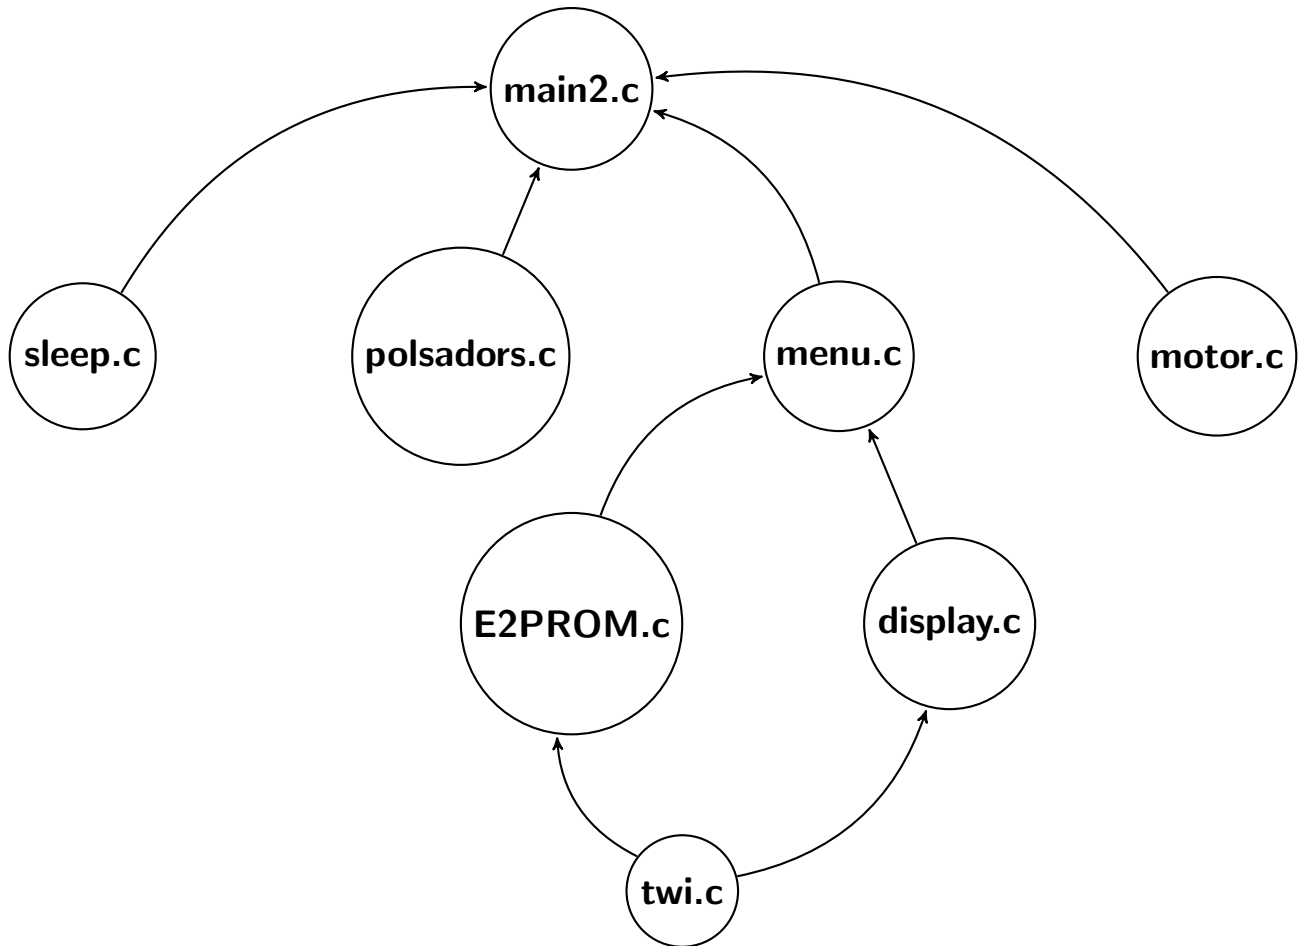 main2.c
sleep.c
polsadors.c
menu.c
motor.c
E2PROM.c
display.c
twi.c